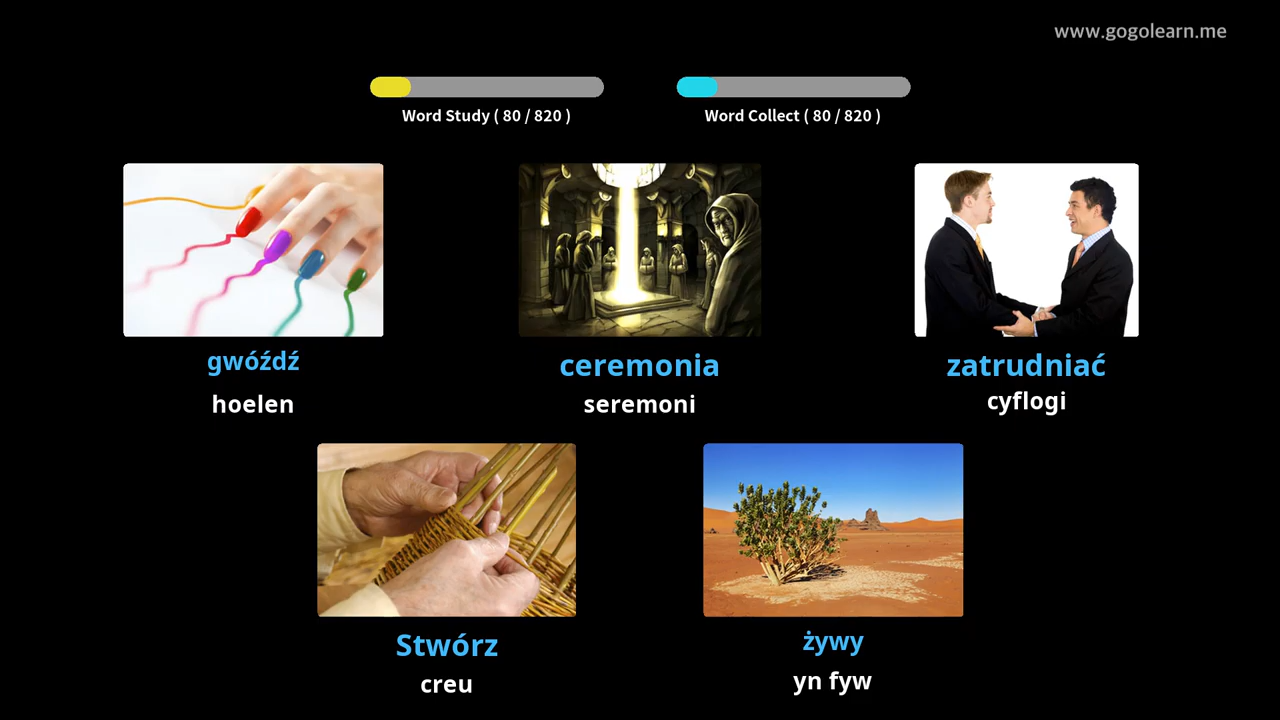 www.gogolearn.me
Word Study ( 80 / 820 )
Word Collect ( 80 / 820 )
gwóźdź
hoelen
ceremonia
seremoni
zatrudniać
cyflogi
Stwórz
creu
żywy
yn fyw